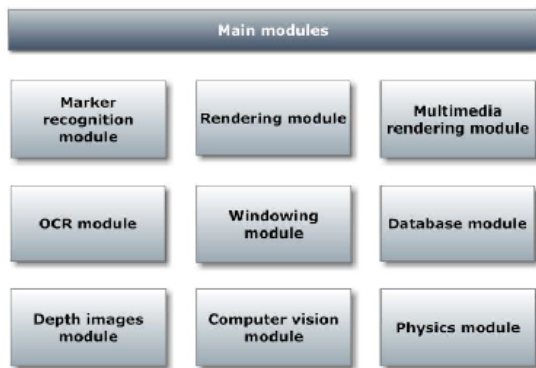 Main modules
Marker
recognition
module
Rendering module
Multimedia
rendering module
OCR module
Windowing
module
Database module
Depth images
module
Computer vision
module
Physics module